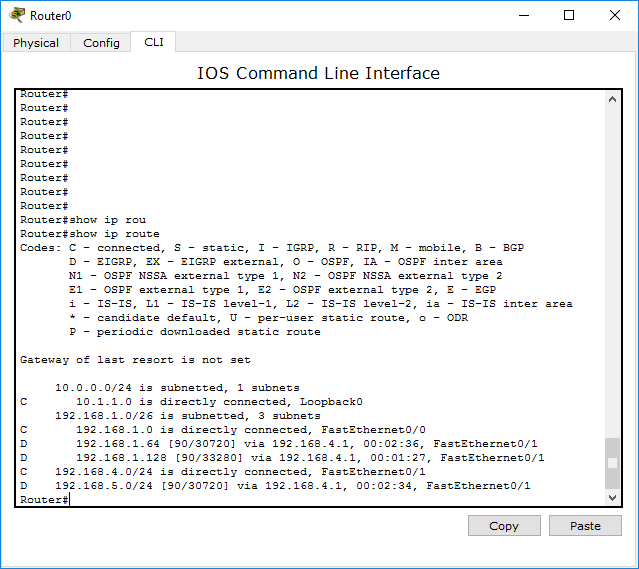 Router0
Physical Config CLI
IOS Command Line Interface
Router#
Router#
Router#
Router#
Router#
Router#
Router#
Router#
Router#
Router#show ip rou
Router#show ip route
Codes: C - connected, S - static, I - IGRP, R - RIP, M - mobile, B - BGP
       D - EIGRP, EX - EIGRP external, O - OSPF, IA - OSPF inter area
       N1 - OSPF NSSA external type 1, N2 - OSPF NSSA external type 2
       E1 - OSPF external type 1, E2 - OSPF external type 2, E - EGP
       i - IS-IS, L1 - IS-IS level-1, L2 - IS-IS level-2, ia - IS-IS inter area
       * - candidate default, U - per-user static route, o - ODR
       P - periodic downloaded static route
Gateway of last resort is not set
     10.0.0.0/24 is subnetted, 1 subnets
C       10.1.1.0 is directly connected, Loopback0
     192.168.1.0/26 is subnetted, 3 subnets
C       192.168.1.0 is directly connected, FastEthernet0/0
D       192.168.1.64 [90/30720] via 192.168.4.1, 00:02:36, FastEthernet0/1
D       192.168.1.128 [90/33280] via 192.168.4.1, 00:01:27, FastEthernet0/1
C    192.168.4.0/24 is directly connected, FastEthernet0/1
D    192.168.5.0/24 [90/30720] via 192.168.4.1, 00:02:34, FastEthernet0/1
Router#
Copy Paste